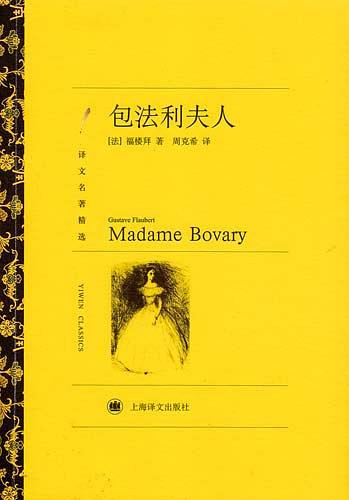 包法利夫人
[法] 福楼拜 著 周克希 译
译文名著精选
YIWEN CLASSICS
Gustave Flaubert
Madame Bovary
上海译文出版社